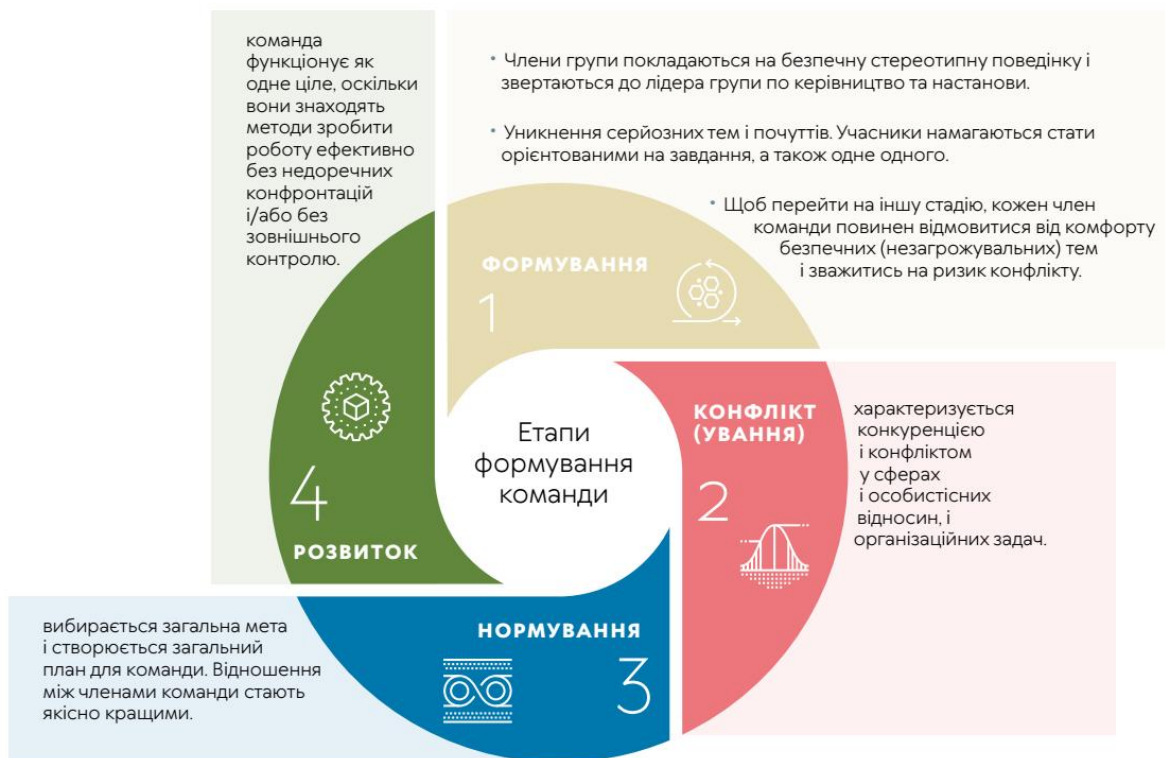 Етапи
формування
команди
ФОРМУВАННЯ
1
• Члени групи покладаються на безпечну стереотипну поведінку і
звертаються до лідера групи по керівництво та настанови.
• Уникнення серйозних тем і почуттів. Учасники намагаються стати
орієнтованими на завдання, а також одне одного.
• Щоб перейти на іншу стадію, кожен член
команди повинен відмовитися від комфорту
безпечних (незагрожувальних) тем
і зважитись на ризик конфлікту.
КОНФЛІКТ
(УВАННЯ)
2
характеризується
конкуренцією
і конфліктом
у сферах
і особистісних
відносин, і
організаційних задач.
НОРМУВАННЯ
3
вибирається загальна мета
і створюється загальний
план для команди. Відношення
між членами команди стають
якісно кращими.
4
РОЗВИТОК
команда
функціонує як
одне ціле, оскільки
вони знаходять
методи зробити
роботу ефективно
без недоречних
конфронтацій
і/або без
зовнішнього
контролю.